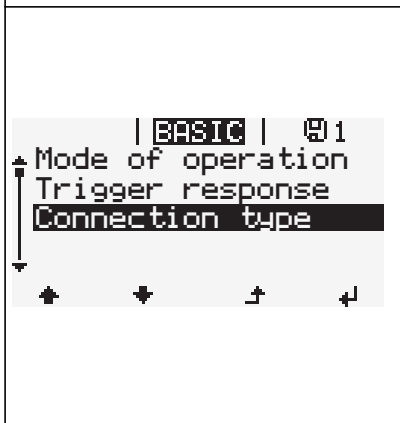 | BASIC | 1
Mode of operation
Trigger response
Connection type